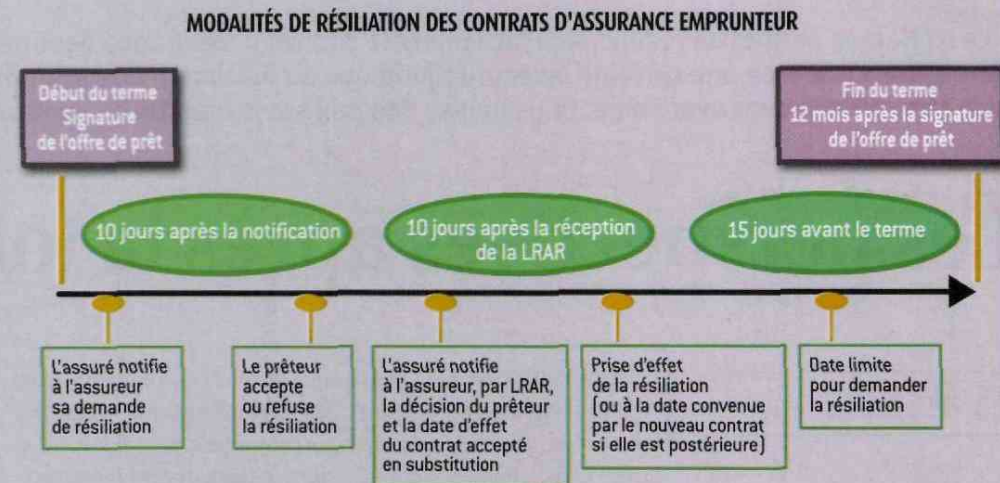 MODALITÉS DE RÉSILIATION DES CONTRATS D'ASSURANCE EMPRUNTEUR
Début du terme
Signature
de l'offre de prêt
Fin du terme
12 mois après la signature
de l'offre de prêt
10 jours après la notification
10 jours après la réception
de la LRAR
15 jours avant le terme
L'assuré notifie
à l'assureur
sa demande
de résiliation
Le prêteur
accepte
ou refuse
la résiliation
L'assuré notifie
à l'assureur, par LRAR,
la décision du prêteur
et la date d'effet
du contrat accepté
en substitution
Prise d'effet
de la résiliation
(ou à la date convenue
par le nouveau contrat
si elle est postérieure)
Date limite
pour demander
la résiliation